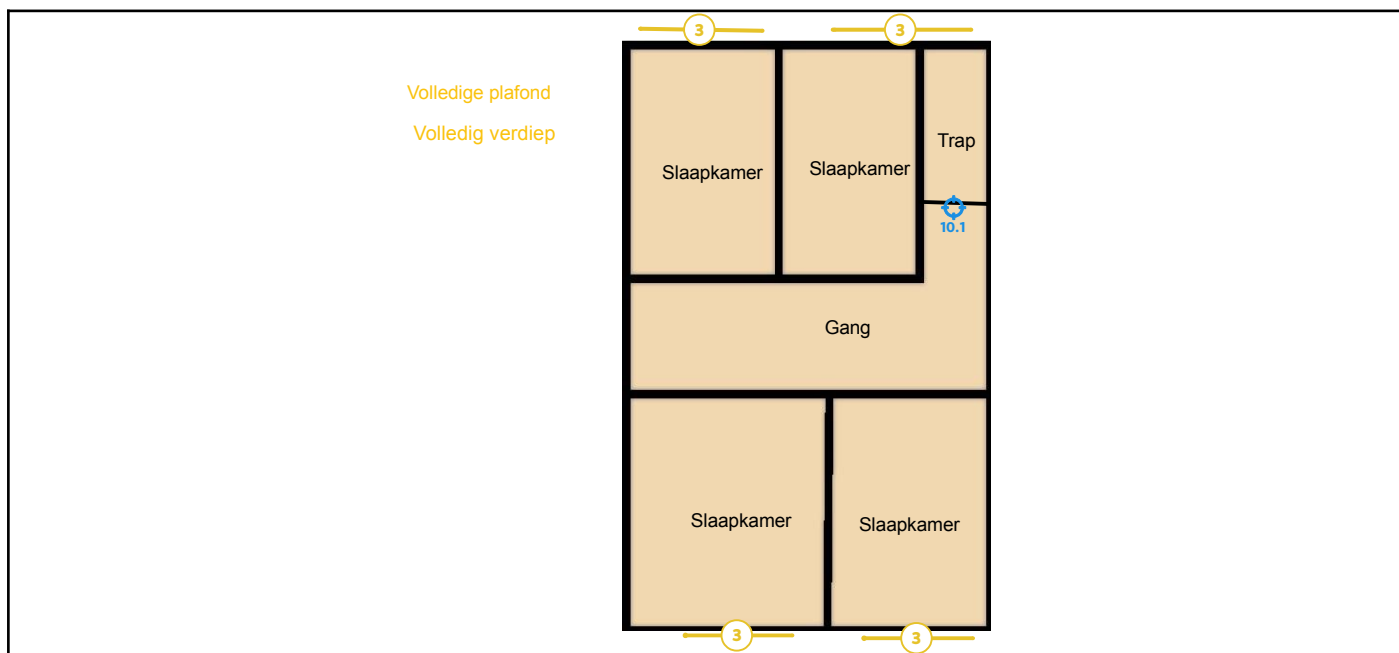 3
3
Volledige plafond
Volledig verdiep
Trap
Slaapkamer
Slaapkamer
10.1
Gang
Slaapkamer
Slaapkamer
3
3